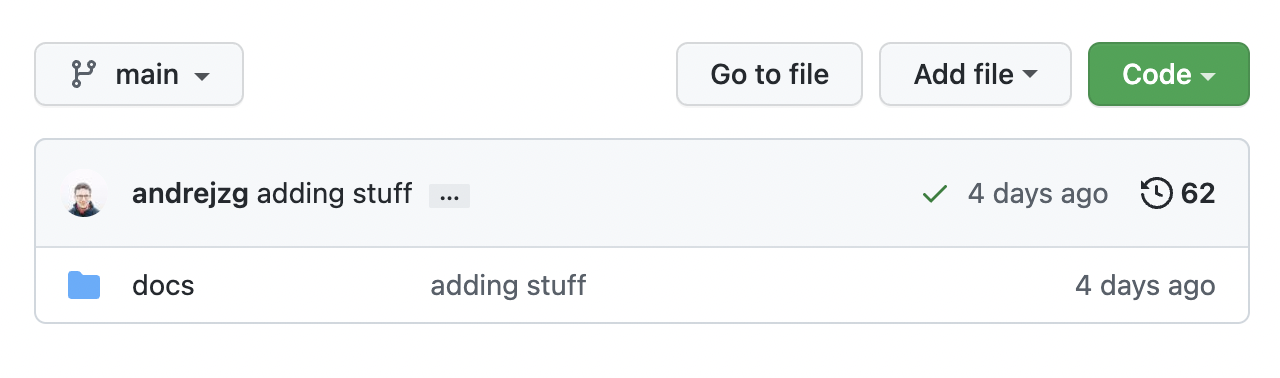 main Go to file Add file Code
andrejzg adding stuff ... 4 days ago 62
docs adding stuff 4 days ago